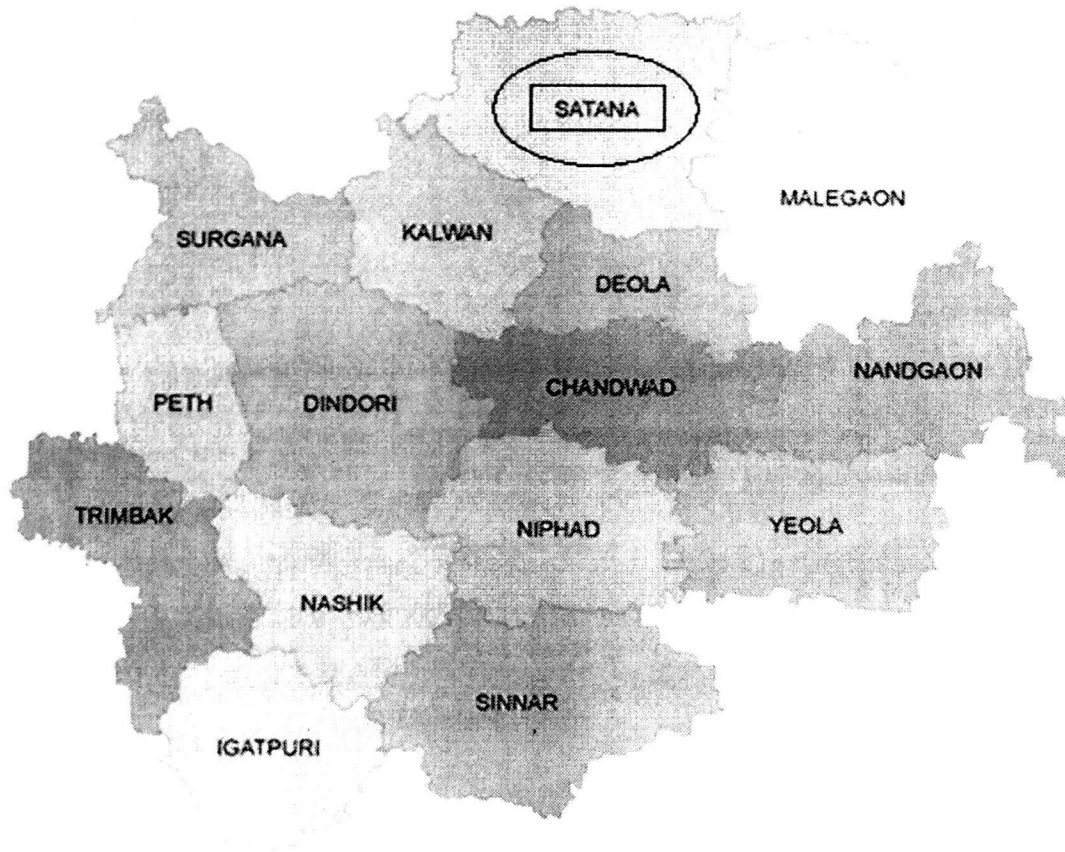 SATANA
MALEGAON
SURGANA
KALWAN
DEOLA
NANDGAON
CHANDWAD
PETH
DINDORI
TRIMBAK
NIPHAD
YEOLA
NASHIK
SINNAR
IGATPURI